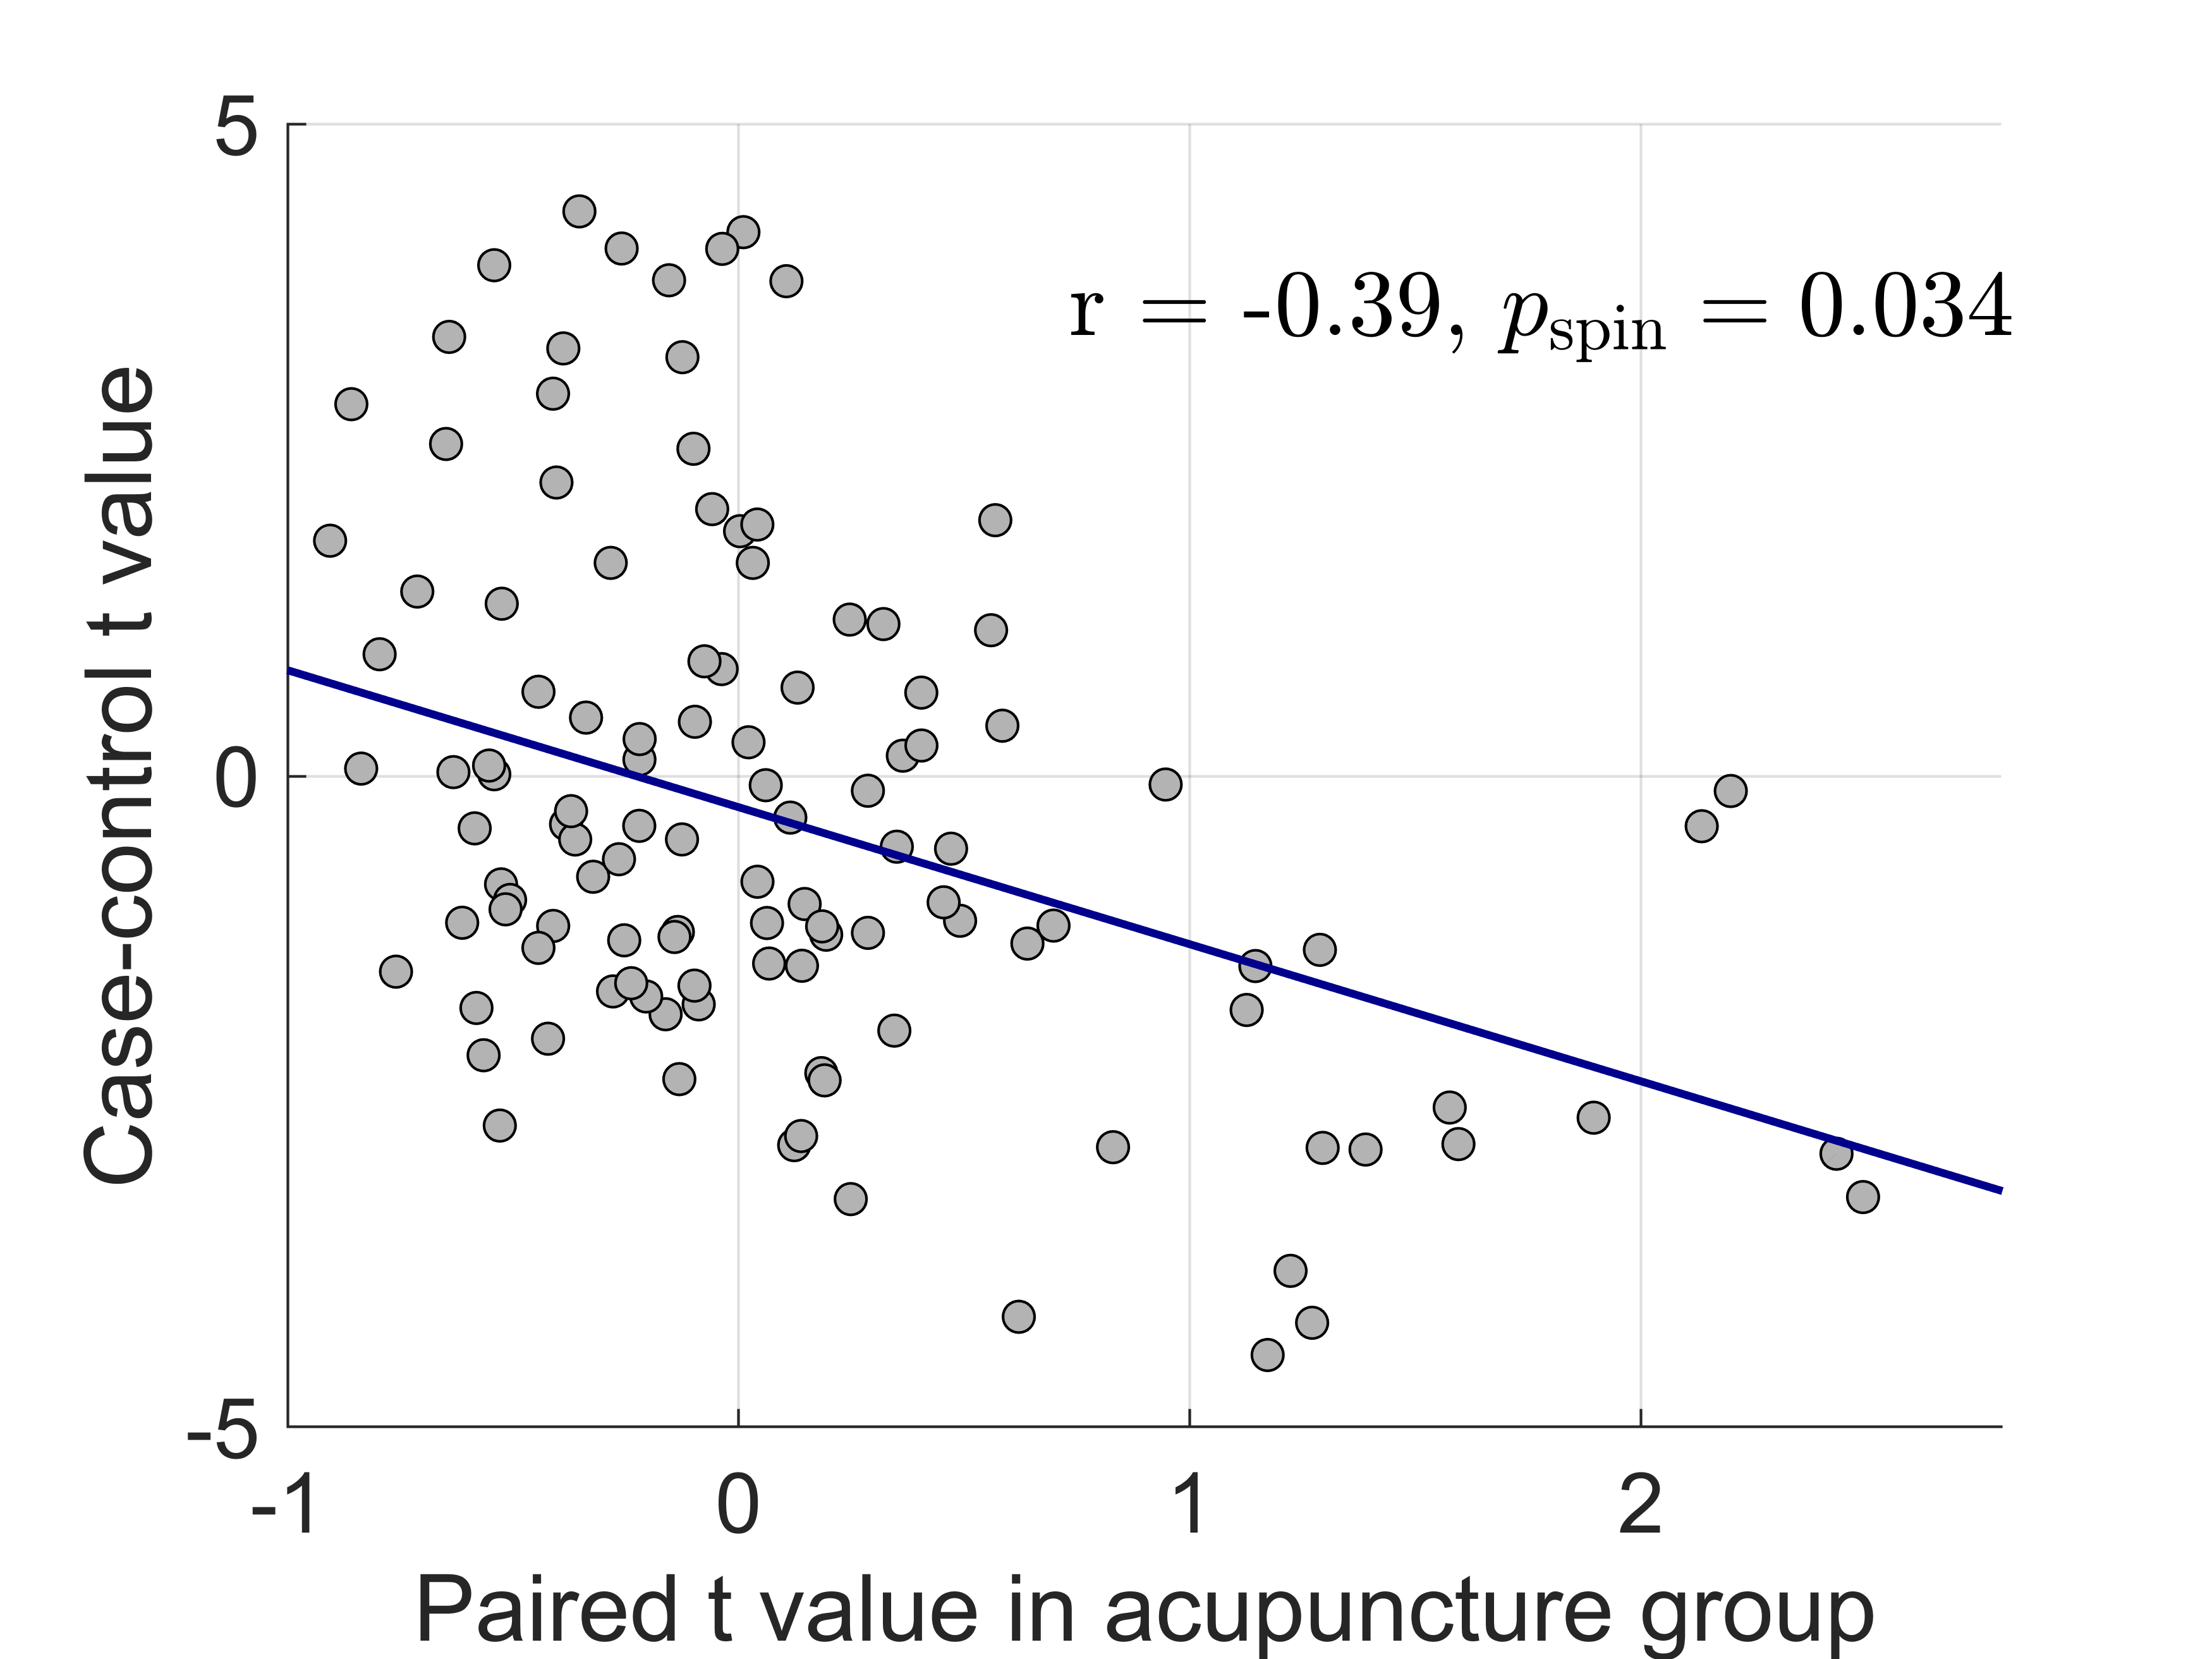 5
r = -0.39, pspin = 0.034
Case-control t value
0
-5
-1 0 1 2
Paired t value in acupuncture group